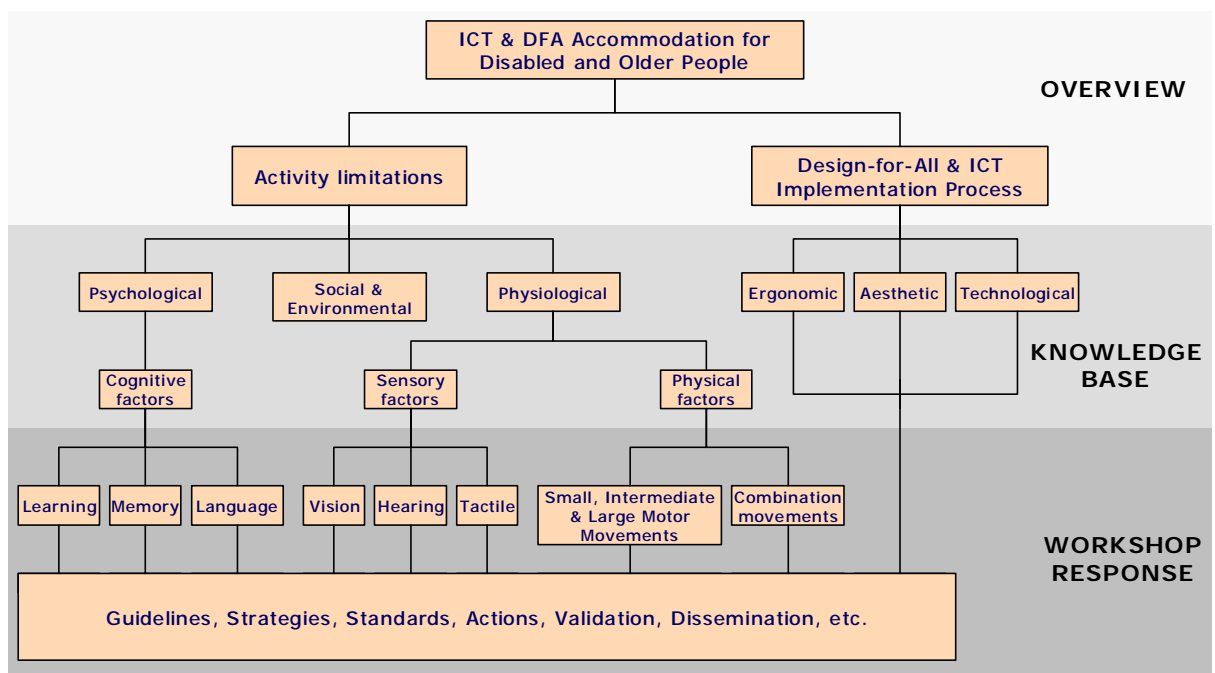 ICT & DFA Accommodation for
Disabled and Older People
OVERVIEW
Activity limitations
Design-for-All & ICT
Implementation Process
Psychological
Social &
Environmental
Physiological
Ergonomic
Aesthetic
Technological
KNOWLEDGE
BASE
Cognitive
factors
Sensory
factors
Physical
factors
Learning
Memory
Language
Vision
Hearing
Tactile
Small, Intermediate
& Large Motor
Movements
Combination
movements
WORKSHOP
RESPONSE
Guidelines, Strategies, Standards, Actions, Validation, Dissemination, etc.